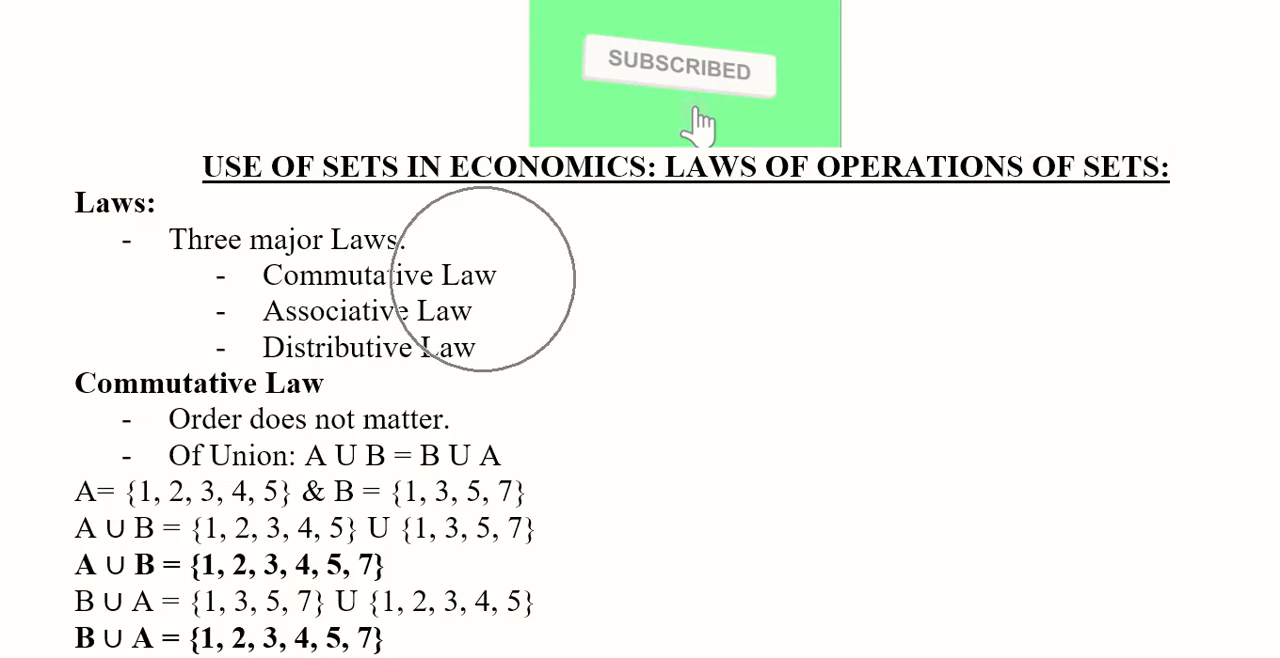 SUBSCRIBED
USE OF SETS IN ECONOMICS: LAWS OF OPERATIONS OF SETS:
Laws:
- Three major Laws:
- Commutative Law
- Associative Law
- Distributive Law
Commutative Law
- Order does not matter.
- Of Union: A U B = B U A
A= {1, 2, 3, 4, 5} & B = {1, 3, 5, 7}
A ∪ B = {1, 2, 3, 4, 5} U {1, 3, 5, 7}
A ∪ B = {1, 2, 3, 4, 5, 7}
B ∪ A = {1, 3, 5, 7} U {1, 2, 3, 4, 5}
B ∪ A = {1, 2, 3, 4, 5, 7}